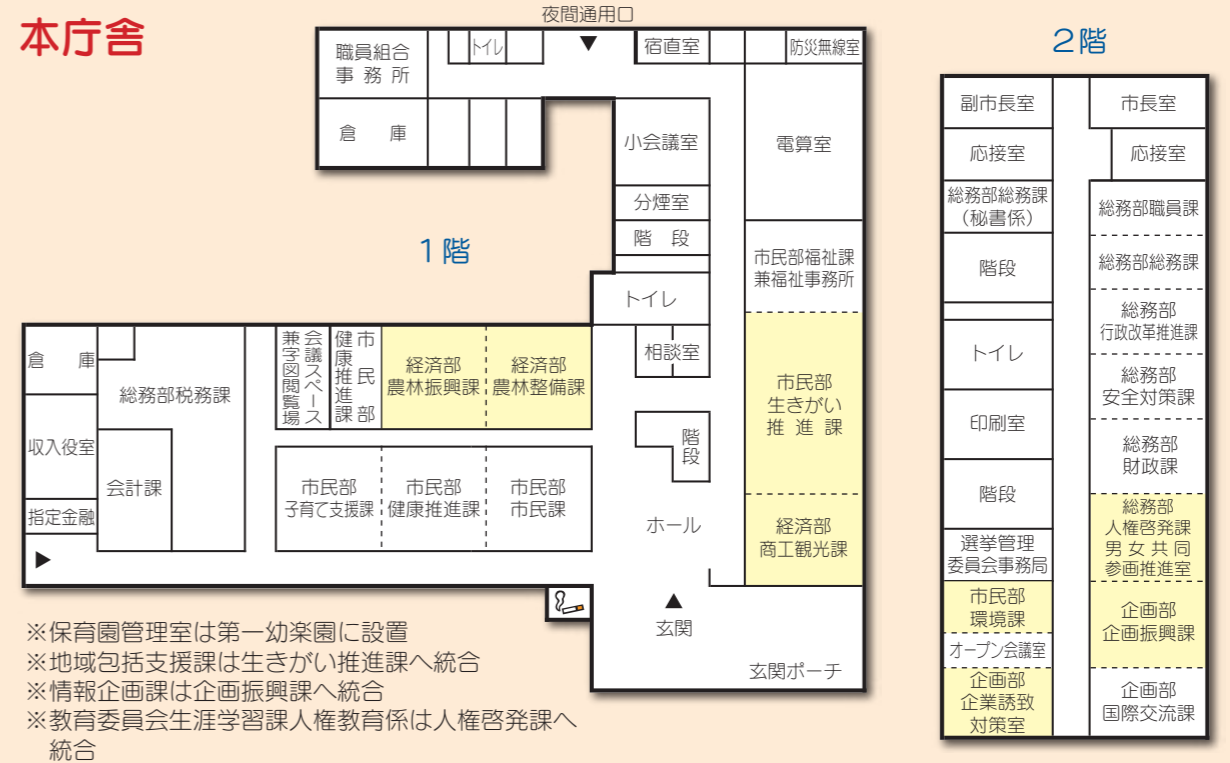 本庁舎
夜間通用口
▼
1階
職員組合
事務所
トイレ
宿直室
防災無線室
倉庫
小会議室
電算室
分煙室
階段
市民部福祉課
兼福祉事務所
トイレ
相談室
市民部
生きがい
推進課
階段
経済部
商工観光課
ホール
倉庫
総務部税務課
会議スペース
兼字図閲覧場
市民部
健康推進課
経済部
農林振興課
経済部
農林整備課
収入役室
会計課
指定金融
▶
市民部
子育て支援課
市民部
健康推進課
市民部
市民課
▲
玄関
玄関ポーチ
※保育園管理室は第一幼楽園に設置
※地域包括支援課は生きがい推進課へ統合
※情報企画課は企画振興課へ統合
※教育委員会生涯学習課人権教育係は人権啓発課へ
統合
2階
副市長室
市長室
応接室
応接室
総務部総務課
（秘書係）
総務部職員課
階段
総務部総務課
総務部
行政改革推進課
トイレ
総務部
安全対策課
印刷室
総務部
財政課
階段
総務部
人権啓発課
男女共同
参画推進室
選挙管理
委員会事務局
市民部
環境課
企画部
企画振興課
オープン会議室
企画部
企業誘致
対策室
企画部
国際交流課